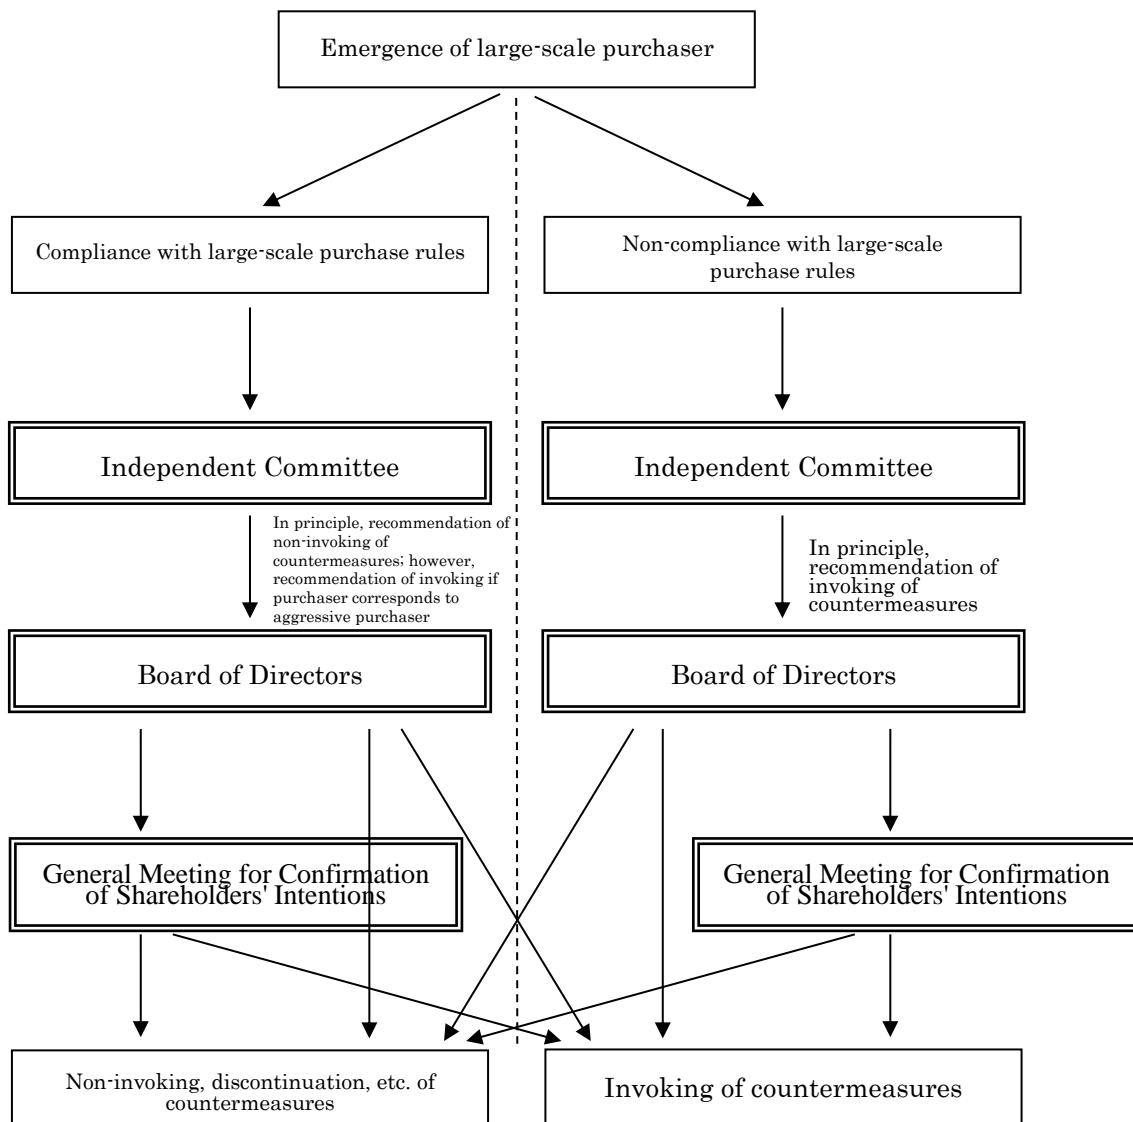 Emergence of large-scale purchaser
Compliance with large-scale purchase rules
Non-compliance with large-scale
purchase rules
Independent Committee
Independent Committee
In principle, recommendation of
non-invoking of
countermeasures; however,
recommendation of invoking if
purchaser corresponds to
aggressive purchaser
In principle,
recommendation of
invoking of
countermeasures
Board of Directors
Board of Directors
General Meeting for Confirmation
of Shareholders' Intentions
General Meeting for Confirmation
of Shareholders' Intentions
Non-invoking, discontinuation, etc. of
countermeasures
Invoking of countermeasures